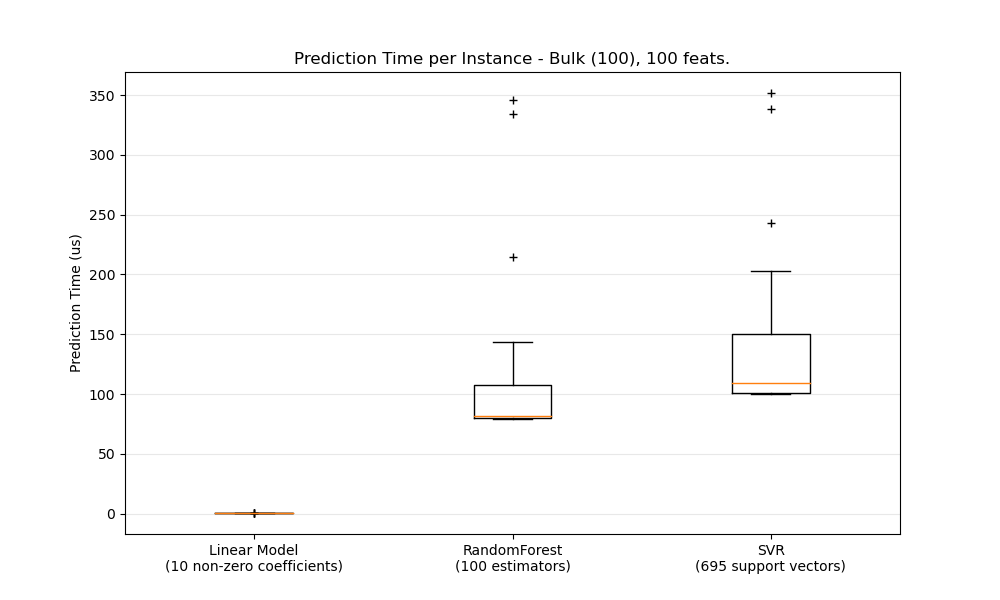 Prediction Time per Instance - Bulk (100), 100 feats.
Prediction Time (us)
350
300
250
200
150
100
50
0
Linear Model
(10 non-zero coefficients)
RandomForest
(100 estimators)
SVR
(695 support vectors)